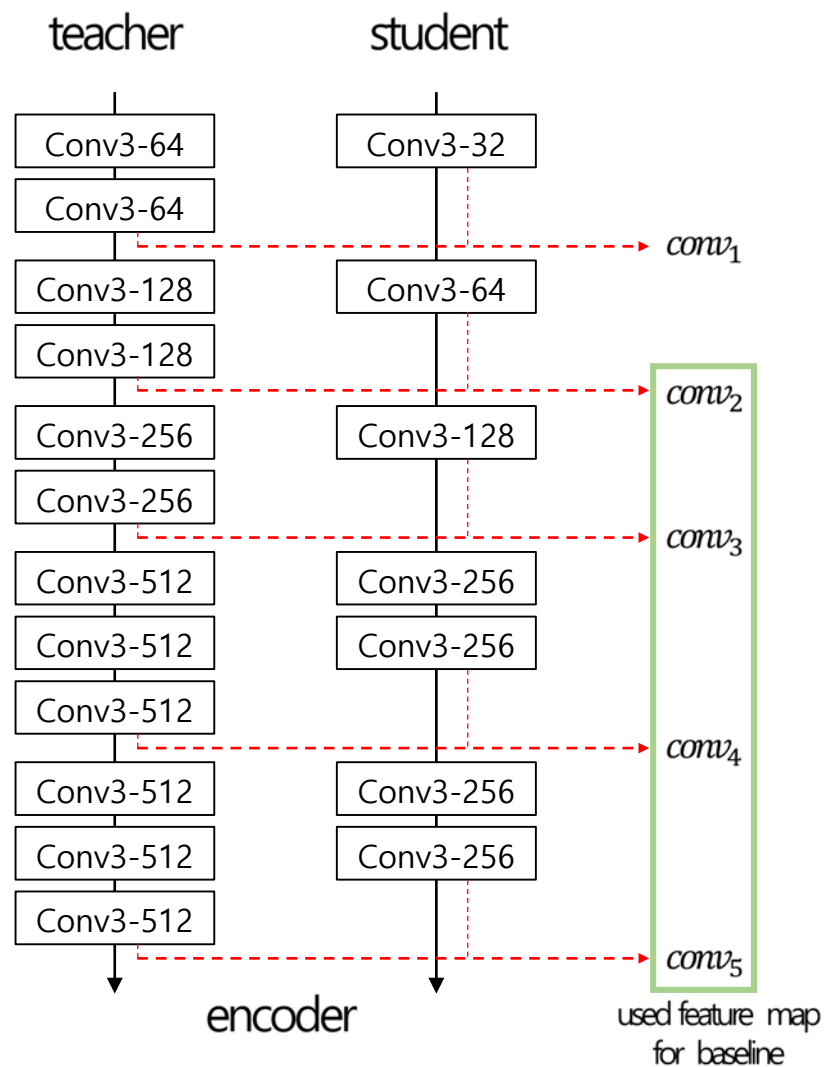 teacher student
Conv3-64 Conv3-32
Conv3-64
conv1
Conv3-128 Conv3-64
Conv3-128
conv2
Conv3-256 Conv3-128
Conv3-256
conv3
Conv3-512 Conv3-256
Conv3-512 Conv3-256
Conv3-512
conv4
Conv3-512 Conv3-256
Conv3-512 Conv3-256
Conv3-512
conv5
encoder
used feature map
for baseline